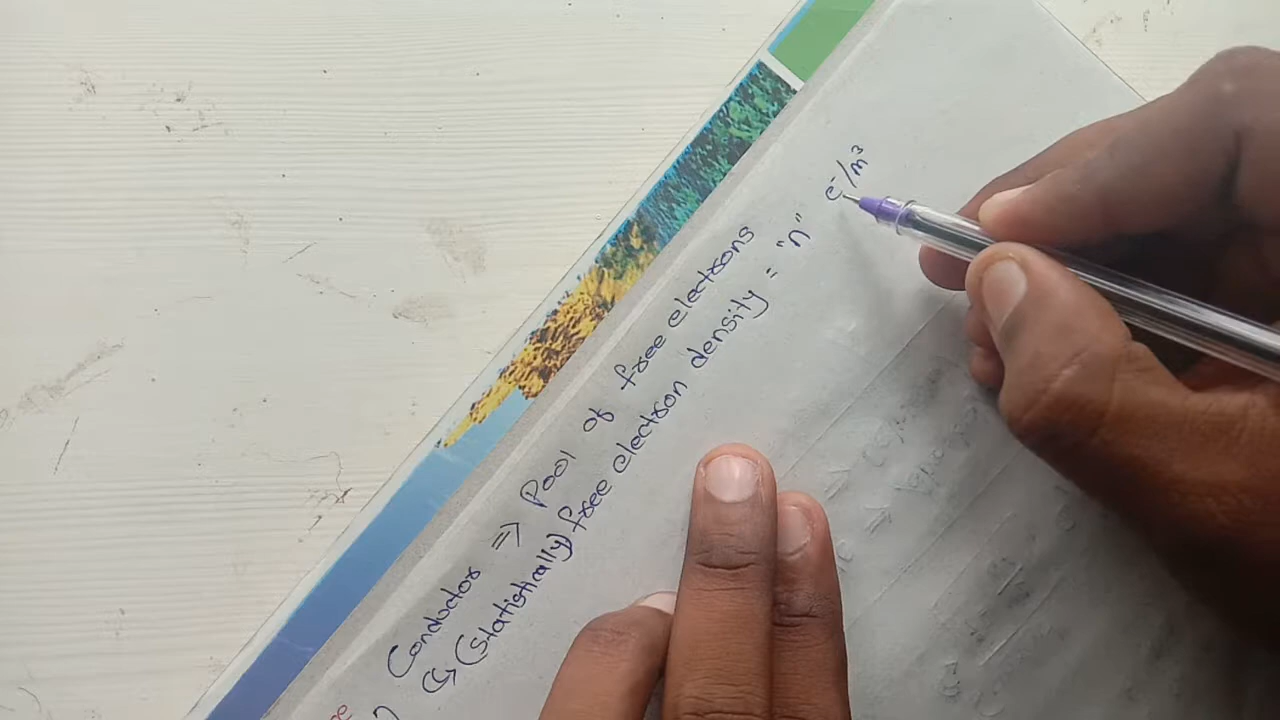 Conductor => Pool of free electrons
↳ (Statistically) free electron density = "n" e⁻/m³